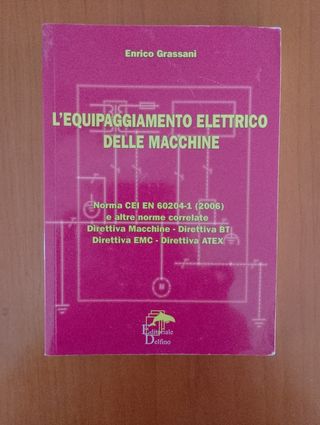 Enrico Grassani
L'EQUIPAGGIAMENTO ELETTRICO
DELLE MACCHINE
Norma CEI EN 60204-1 (2006)
e altre norme correlate
Direttiva Macchine - Direttiva BT
Direttiva EMC - Direttiva ATEX
M
Editoriale
Delfino